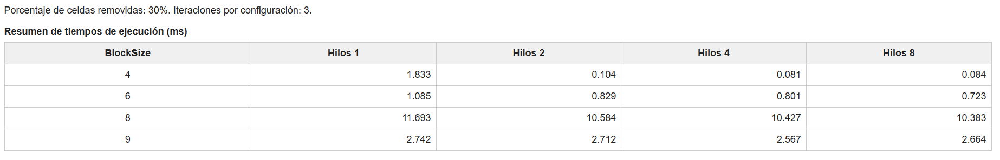 Porcentaje de celdas removidas: 30%. Iteraciones por configuración: 3.
Resumen de tiempos de ejecución (ms)
BlockSize Hilos 1 Hilos 2 Hilos 4 Hilos 8
4 1.833 0.104 0.081 0.084
6 1.085 0.829 0.801 0.723
8 11.693 10.584 10.427 10.383
9 2.742 2.712 2.567 2.664